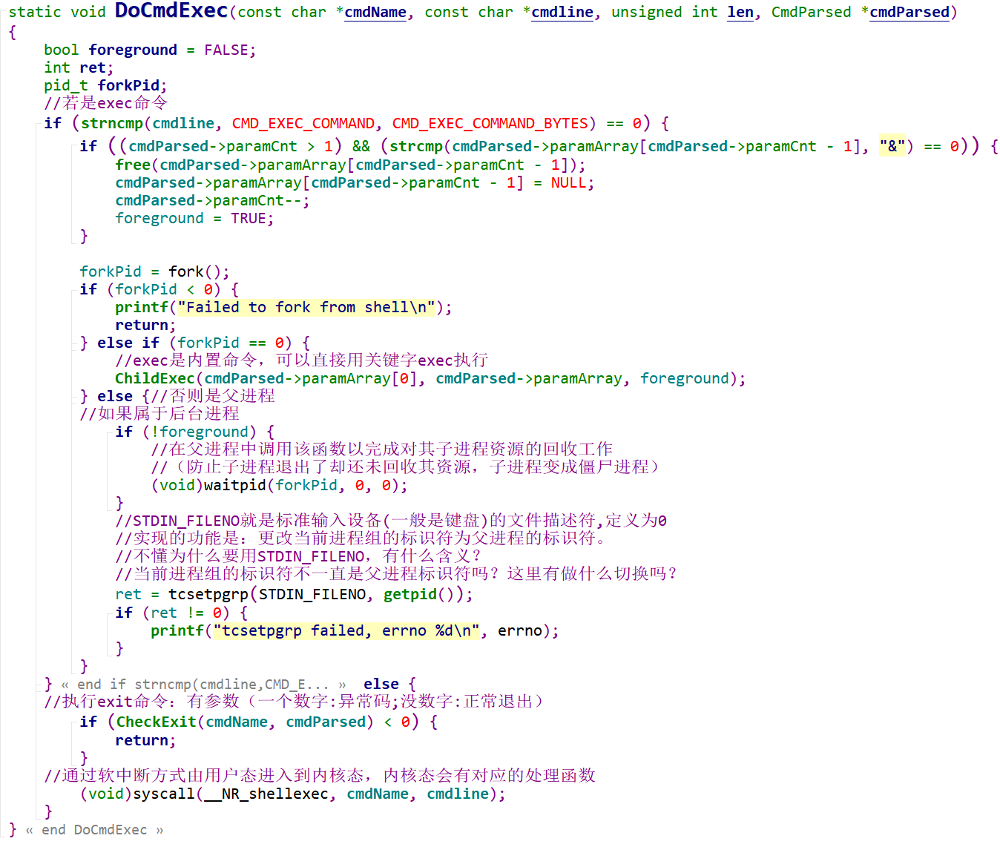 static void DoCmdExec(const char *cmdName, const char *cmdline, unsigned int len, CmdParsed *cmdParsed)
{
    bool foreground = FALSE;
    int ret;
    pid_t forkPid;
    //若是exec命令
    if (strncmp(cmdline, CMD_EXEC_COMMAND, CMD_EXEC_COMMAND_BYTES) == 0) {
        if ((cmdParsed->paramCnt > 1) && (strcmp(cmdParsed->paramArray[cmdParsed->paramCnt - 1], "&") == 0)) {
            free(cmdParsed->paramArray[cmdParsed->paramCnt - 1]);
            cmdParsed->paramArray[cmdParsed->paramCnt - 1] = NULL;
            cmdParsed->paramCnt--;
            foreground = TRUE;
        }

        forkPid = fork();
        if (forkPid < 0) {
            printf("Failed to fork from shell\n");
            return;
        } else if (forkPid == 0) {
            //exec是内置命令，可以直接用关键字exec执行
            ChildExec(cmdParsed->paramArray[0], cmdParsed->paramArray, foreground);
        } else {//否则是父进程
        //如果属于后台进程
            if (!foreground) {
                //在父进程中调用该函数以完成对其子进程资源的回收工作
                //（防止子进程退出了却还未回收其资源，子进程变成僵尸进程）
                (void)waitpid(forkPid, 0, 0);
            }
            //STDIN_FILENO就是标准输入设备(一般是键盘)的文件描述符,定义为0
            //实现的功能是：更改当前进程组的标识符为父进程的标识符。
            //不懂为什么要用STDIN_FILENO，有什么含义？
            //当前进程组的标识符不一直是父进程标识符吗？这里有做什么切换吗？
            ret = tcsetpgrp(STDIN_FILENO, getpid());
            if (ret != 0) {
                printf("tcsetpgrp failed, errno %d\n", errno);
            }
        }
    } « end if strncmp(cmdline,CMD_E... » else {
    //执行exit命令：有参数（一个数字:异常码;没数字:正常退出）
        if (CheckExit(cmdName, cmdParsed) < 0) {
            return;
        }
    //通过软中断方式由用户态进入到内核态，内核态会有对应的处理函数
        (void)syscall(__NR_shellexec, cmdName, cmdline);
    }
} « end DoCmdExec »